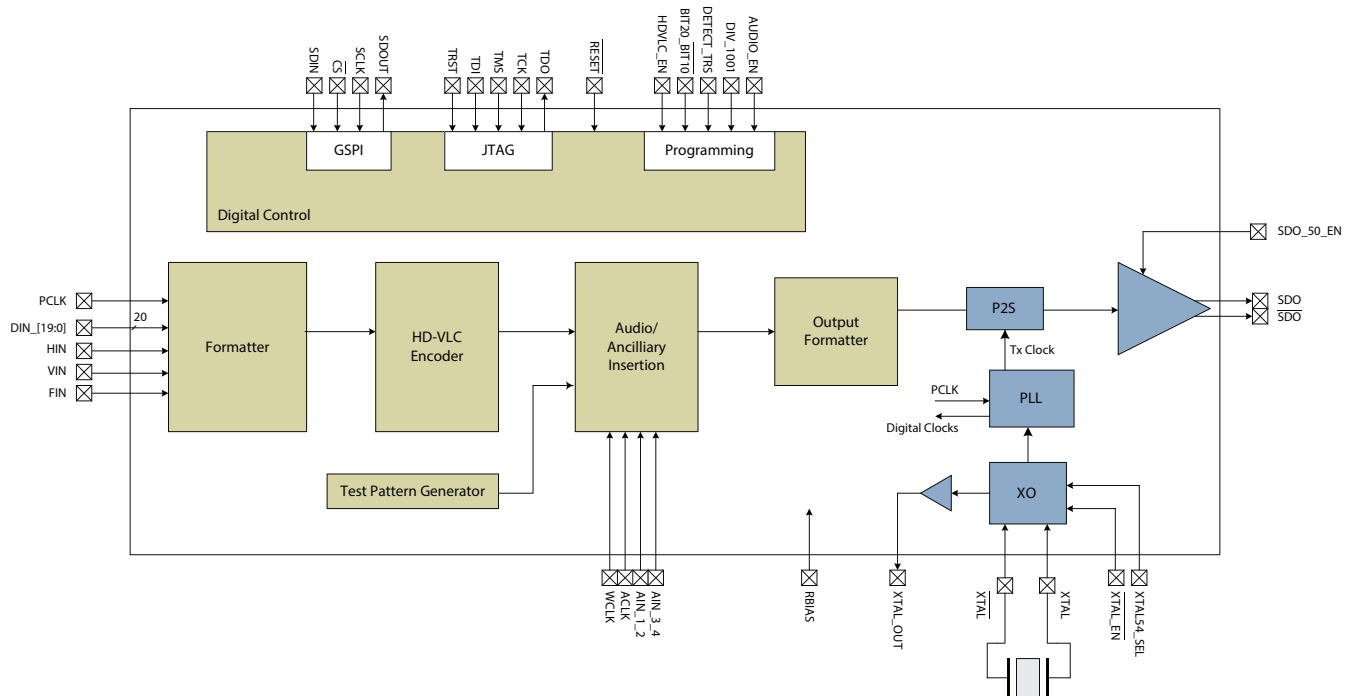 SDIN
CS
SCLK
SDOUT
TRST
TDI
TMS
TCK
TDO
RESET
HDVLC_EN
BIT20_BIT10
DETECT_TRS
DIV_1001
AUDIO_EN
GSPI
JTAG
Programming
Digital Control
SDO_50_EN
PCLK
DIN_[19:0]
20
HIN
VIN
FIN
Formatter
HD-VLC
Encoder
Audio/
Ancilliary
Insertion
Output
Formatter
P2S
SDO
SDO
Tx Clock
PLL
PCLK
Digital Clocks
Test Pattern Generator
XO
WCLK
ACLK
AIN_1_2
AIN_3_4
RBIAS
XTAL_OUT
XTAL
XTAL
XTAL_EN
XTAL54_SEL